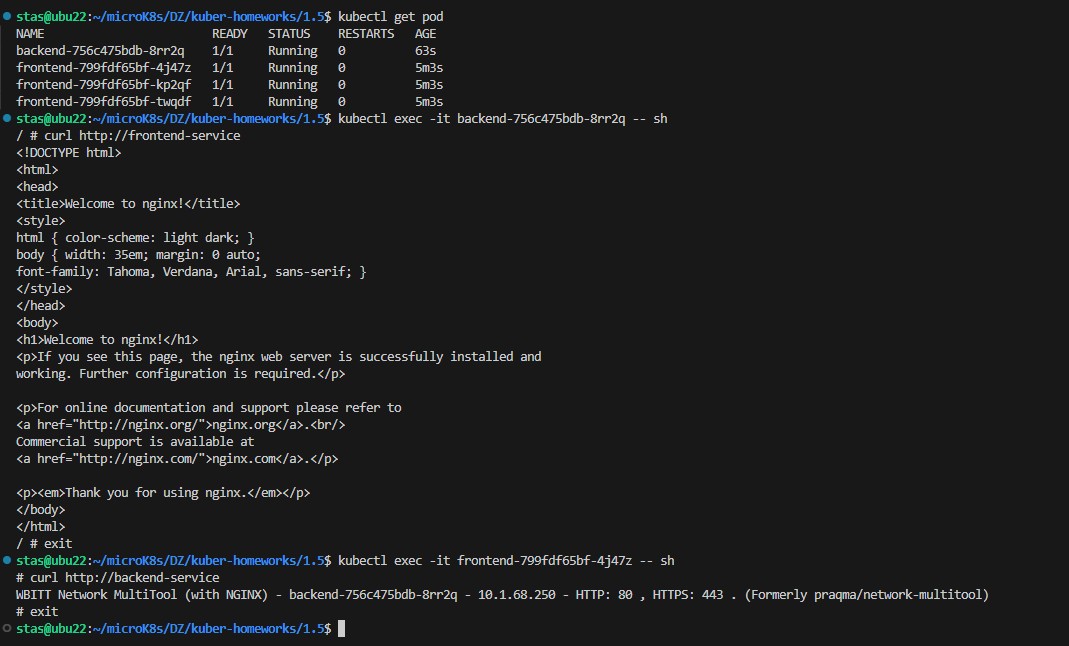 stas@ubu22:~/microK8s/DZ/kuber-homeworks/1.5$ kubectl get pod
NAME                        READY   STATUS    RESTARTS   AGE
backend-756c475bdb-8rr2q    1/1     Running   0          63s
frontend-799fdf65bf-4j47z   1/1     Running   0          5m3s
frontend-799fdf65bf-kp2qf   1/1     Running   0          5m3s
frontend-799fdf65bf-twqdf   1/1     Running   0          5m3s
stas@ubu22:~/microK8s/DZ/kuber-homeworks/1.5$ kubectl exec -it backend-756c475bdb-8rr2q -- sh
/ # curl http://frontend-service
<!DOCTYPE html>
<html>
<head>
<title>Welcome to nginx!</title>
<style>
html { color-scheme: light dark; }
body { width: 35em; margin: 0 auto;
font-family: Tahoma, Verdana, Arial, sans-serif; }
</style>
</head>
<body>
<h1>Welcome to nginx!</h1>
<p>If you see this page, the nginx web server is successfully installed and
working. Further configuration is required.</p>

<p>For online documentation and support please refer to
<a href="http://nginx.org/">nginx.org</a>.<br/>
Commercial support is available at
<a href="http://nginx.com/">nginx.com</a>.</p>

<p><em>Thank you for using nginx.</em></p>
</body>
</html>
/ # exit
stas@ubu22:~/microK8s/DZ/kuber-homeworks/1.5$ kubectl exec -it frontend-799fdf65bf-4j47z -- sh
# curl http://backend-service
WBITT Network MultiTool (with NGINX) - backend-756c475bdb-8rr2q - 10.1.68.250 - HTTP: 80 , HTTPS: 443 . (Formerly praqma/network-multitool)
# exit
stas@ubu22:~/microK8s/DZ/kuber-homeworks/1.5$